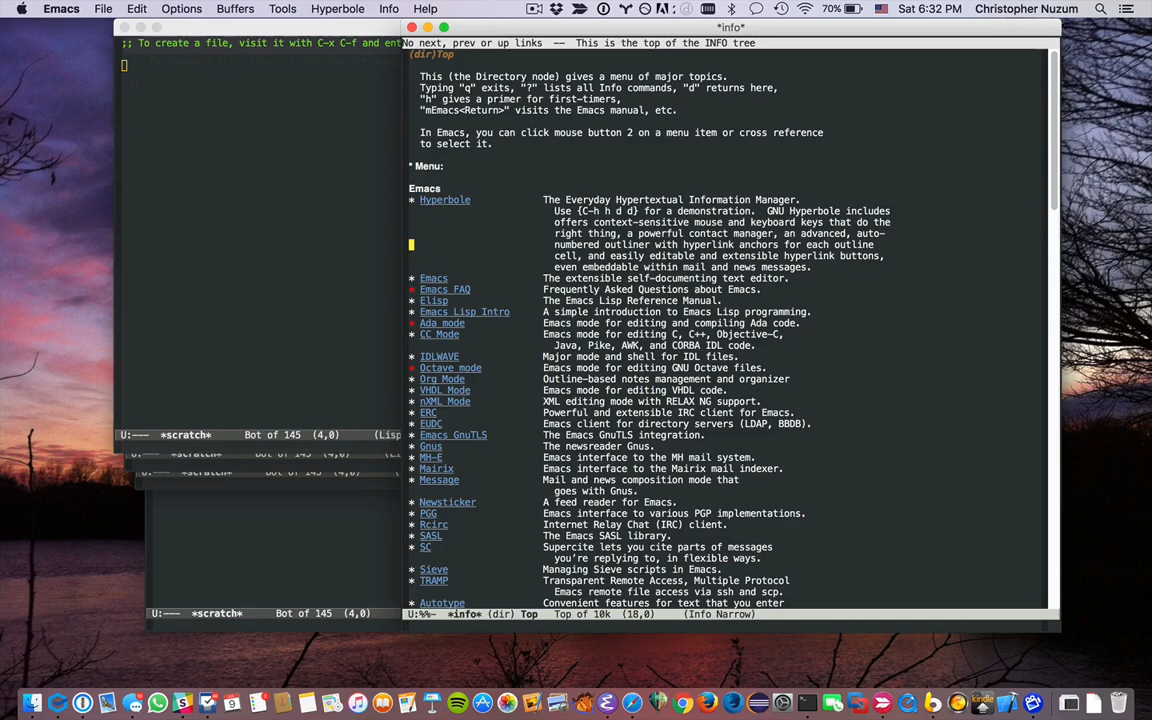 Emacs File Edit Options Buffers Tools Hyperbole Info Help 70% Sat 6:32 PM Christopher Nuzum
*info*
;; To create a file, visit it with C-x C-f and ent
No next, prev or up links -- This is the top of the INFO tree
(dir)Top
This (the Directory node) gives a menu of major topics.
Typing "q" exits, "?" lists all Info commands, "d" returns here,
"h" gives a primer for first-timers,
"mEmacs<Return>" visits the Emacs manual, etc.
In Emacs, you can click mouse button 2 on a menu item or cross reference
to select it.
* Menu:
Emacs
* Hyperbole The Everyday Hypertextual Information Manager.
Use {C-h h d d} for a demonstration. GNU Hyperbole includes
offers context-sensitive mouse and keyboard keys that do the
right thing, a powerful contact manager, an advanced, auto-
numbered outliner with hyperlink anchors for each outline
cell, and easily editable and extensible hyperlink buttons,
even embeddable within mail and news messages.
* Emacs The extensible self-documenting text editor.
* Emacs FAQ Frequently Asked Questions about Emacs.
* Elisp The Emacs Lisp Reference Manual.
* Emacs Lisp Intro A simple introduction to Emacs Lisp programming.
* Ada mode Emacs mode for editing and compiling Ada code.
* CC Mode Emacs mode for editing C, C++, Objective-C,
Java, Pike, AWK, and CORBA IDL code.
* IDLWAVE Major mode and shell for IDL files.
* Octave mode Emacs mode for editing GNU Octave files.
* Org Mode Outline-based notes management and organizer
* VHDL Mode Emacs mode for editing VHDL code.
* nXML Mode XML editing mode with RELAX NG support.
* ERC Powerful and extensible IRC client for Emacs.
* EUDC Emacs client for directory servers (LDAP, BBDB).
* Emacs GnuTLS The Emacs GnuTLS integration.
* Gnus The newsreader Gnus.
* MH-E Emacs interface to the MH mail system.
* Mairix Emacs interface to the Mairix mail indexer.
* Message Mail and news composition mode that
goes with Gnus.
* Newsticker A feed reader for Emacs.
* PGG Emacs interface to various PGP implementations.
* Rcirc Internet Relay Chat (IRC) client.
* SASL The Emacs SASL library.
* SC Supercite lets you cite parts of messages
you're replying to, in flexible ways.
* Sieve Managing Sieve scripts in Emacs.
* TRAMP Transparent Remote Access, Multiple Protocol
Emacs remote file access via ssh and scp.
* Autotype Convenient features for text that you enter
U:%%- *info* (dir) Top Top of 10k (18,0) (Info Narrow)
U:--- *scratch* Bot of 145 (4,0) (Lisp
U:--- *scratch* Bot of 145 (4,0) (Li
U:--- *scratch* Bot of 145 (4,0)
U:--- *scratch* Bot of 145 (4,0)